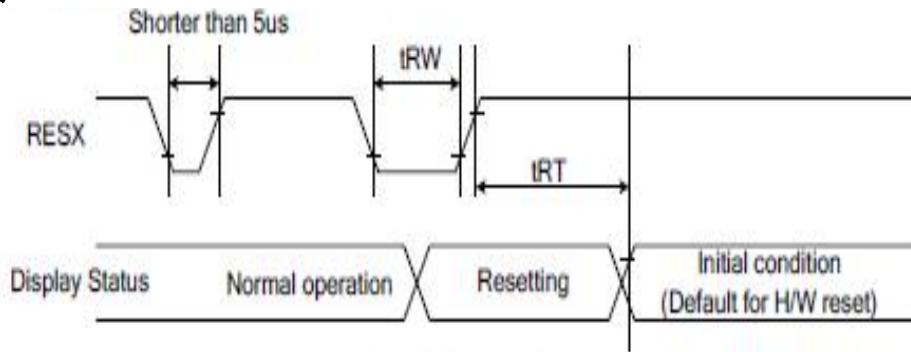 Shorter than 5us
tRW
RESX
tRT
Display Status
Normal operation
Resetting
Initial condition
(Default for H/W reset)